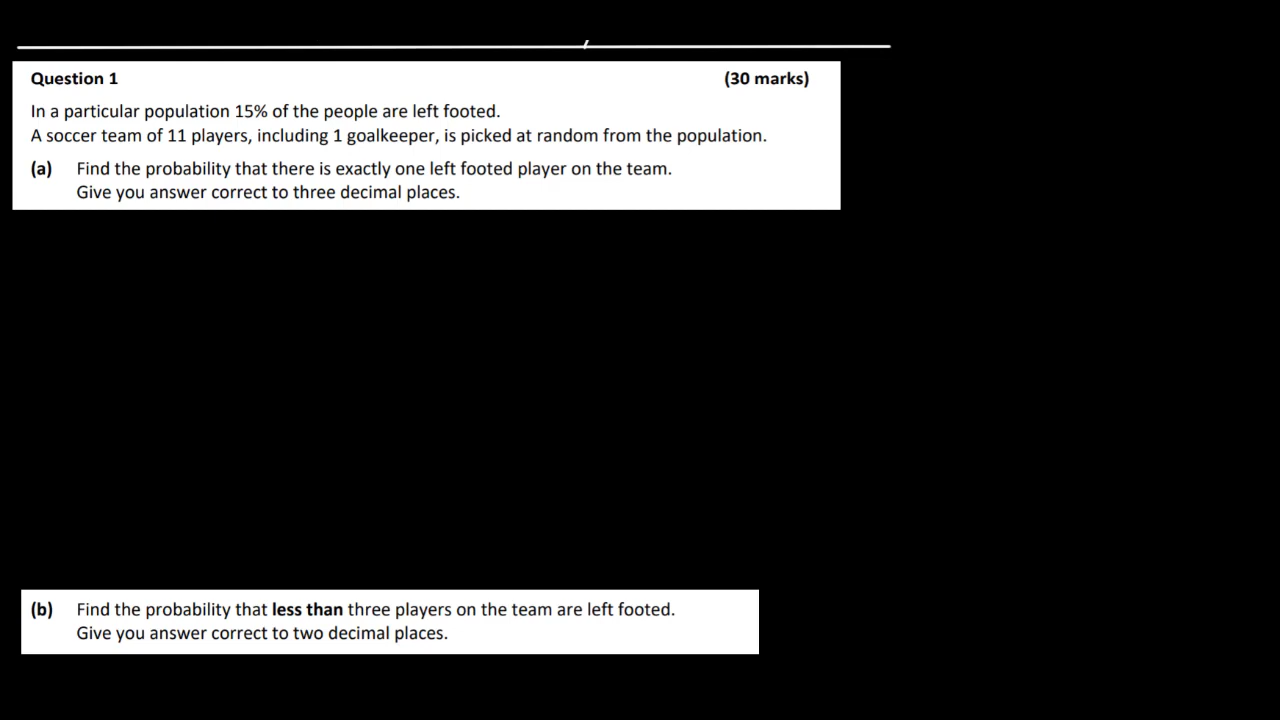 Question 1 (30 marks)
In a particular population 15% of the people are left footed.
A soccer team of 11 players, including 1 goalkeeper, is picked at random from the population.
(a) Find the probability that there is exactly one left footed player on the team.
Give you answer correct to three decimal places.
(b) Find the probability that less than three players on the team are left footed.
Give you answer correct to two decimal places.